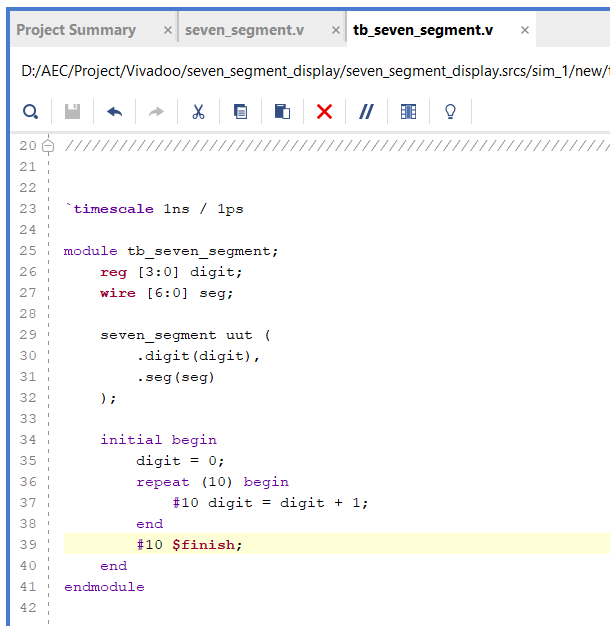 Project Summary × seven_segment.v × tb_seven_segment.v ×
D:/AEC/Project/Vivadoo/seven_segment_display/seven_segment_display.srcs/sim_1/new/
20 ////////////////////////////////////////////////////////////
21
22
23 `timescale 1ns / 1ps
24
25 module tb_seven_segment;
26 reg [3:0] digit;
27 wire [6:0] seg;
28
29 seven_segment uut (
30 .digit(digit),
31 .seg(seg)
32 );
33
34 initial begin
35 digit = 0;
36 repeat (10) begin
37 #10 digit = digit + 1;
38 end
39 #10 $finish;
40 end
41 endmodule
42